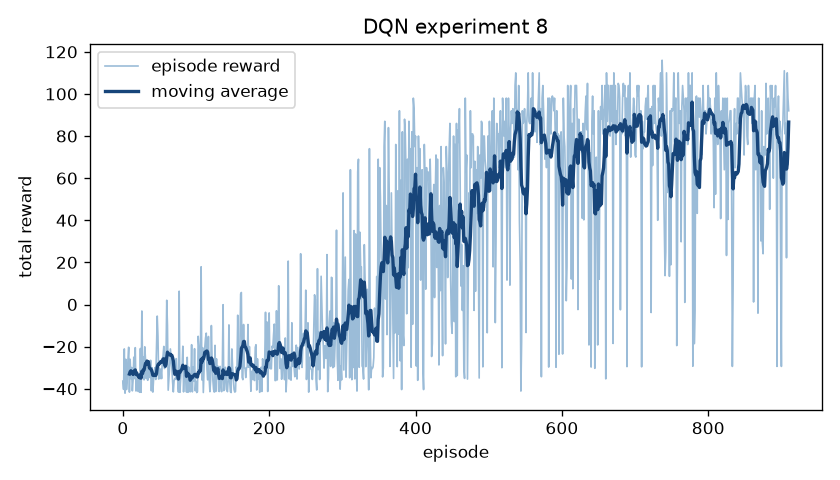 DQN experiment 8
episode reward
moving average
total reward
120
100
80
60
40
20
0
−20
−40
0 200 400 600 800
episode